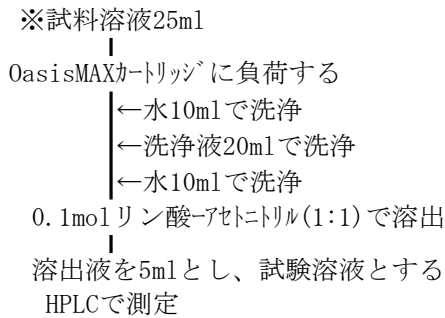 ※試料溶液25ml
OasisMAXカートリッジに負荷する
←水10mlで洗浄
←洗浄液20mlで洗浄
←水10mlで洗浄
0.1molリン酸-アセトニトリル(1:1)で溶出
溶出液を5mlとし、試験溶液とする
HPLCで測定